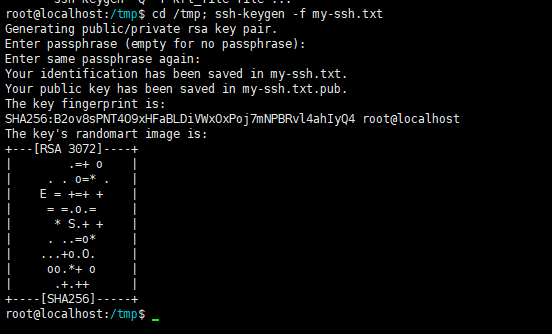 root@localhost:/tmp$ cd /tmp; ssh-keygen -f my-ssh.txt
Generating public/private rsa key pair.
Enter passphrase (empty for no passphrase):
Enter same passphrase again:
Your identification has been saved in my-ssh.txt.
Your public key has been saved in my-ssh.txt.pub.
The key fingerprint is:
SHA256:B2ov8sPNT4O9xHFaBLDiVWxOxPoj7mNPBRvl4ahIyQ4 root@localhost
The key's randomart image is:
+---[RSA 3072]----+
|        .=+ o    |
|     . . o=* .   |
|    E = +=+ +    |
|     = =.o.=     |
|      * S.+ +    |
|     . ..=o*     |
|    ...+o.O.     |
|     oo.*+ o     |
|      .+.++      |
+----[SHA256]-----+
root@localhost:/tmp$